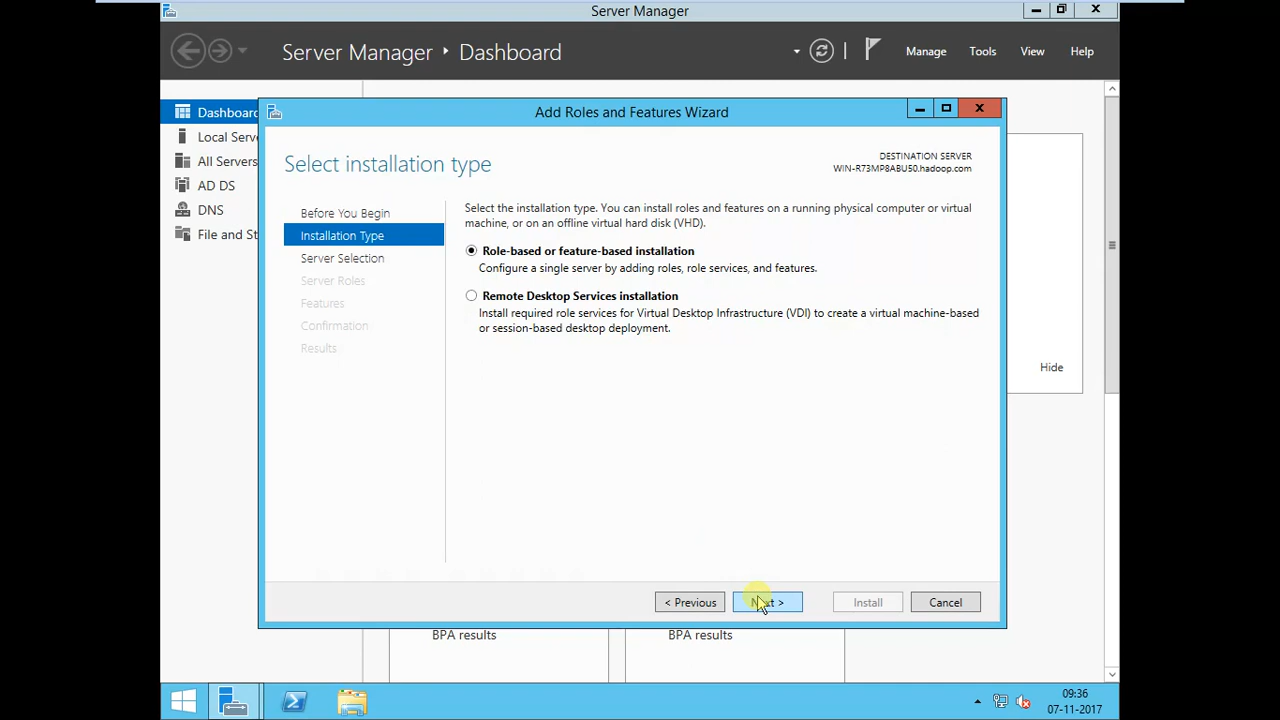 Server Manager
Server Manager • Dashboard
Manage Tools View Help
Dashboard
Local Serve
All Servers
AD DS
DNS
File and St
Add Roles and Features Wizard
Select installation type
DESTINATION SERVER
WIN-R73MP8ABU50.hadoop.com
Before You Begin
Installation Type
Server Selection
Server Roles
Features
Confirmation
Results
Select the installation type. You can install roles and features on a running physical computer or virtual
machine, or on an offline virtual hard disk (VHD).
Role-based or feature-based installation
Configure a single server by adding roles, role services, and features.
Remote Desktop Services installation
Install required role services for Virtual Desktop Infrastructure (VDI) to create a virtual machine-based
or session-based desktop deployment.
Hide
< Previous
Next >
Install
Cancel
BPA results
BPA results
09:36
07-11-2017